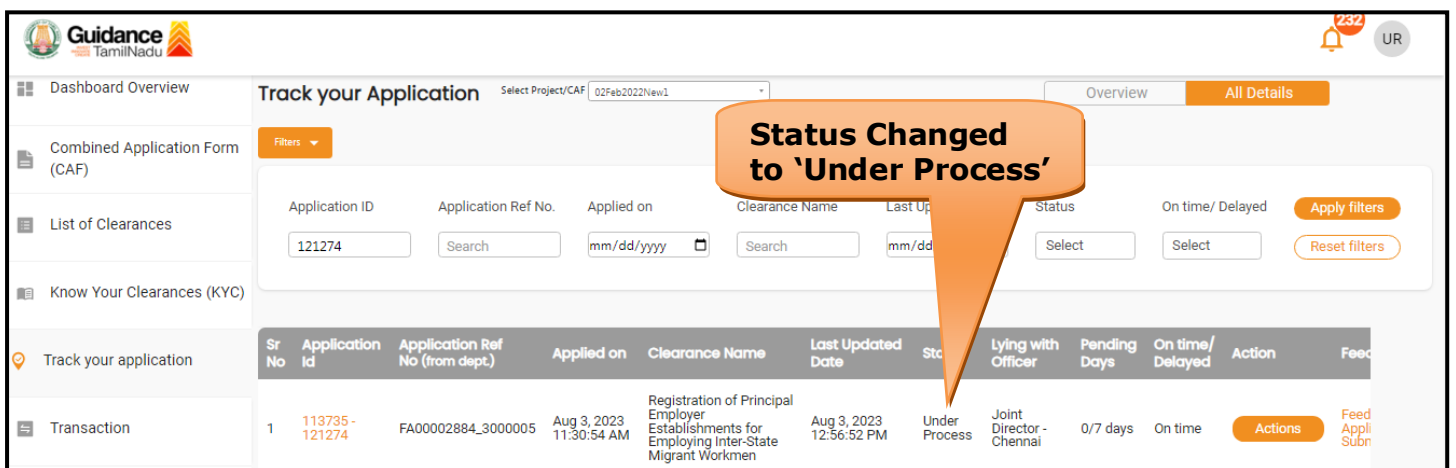 Guidance
TamilNadu
232
UR
Dashboard Overview
Combined Application Form
(CAF)
List of Clearances
Know Your Clearances (KYC)
Track your application
Transaction
Track your Application
Select Project/CAF
02Feb2022New1
Overview
All Details
Filters
Status Changed
to ‘Under Process’
Application ID
Application Ref No.
Applied on
Clearance Name
Status
On time/ Delayed
Apply filters
121274
Search
mm/dd/yyyy
Search
Select
Select
Reset filters
Sr No
Application Id
Application Ref No (from dept.)
Applied on
Clearance Name
Last Updated Date
Lying with Officer
Pending Days
On time/ Delayed
Action
1
113735 -
121274
FA00002884_3000005
Aug 3, 2023
11:30:54 AM
Registration of Principal
Employer
Establishments for
Employing Inter-State
Migrant Workmen
Aug 3, 2023
12:56:52 PM
Under
Process
Joint
Director -
Chennai
0/7 days
On time
Actions